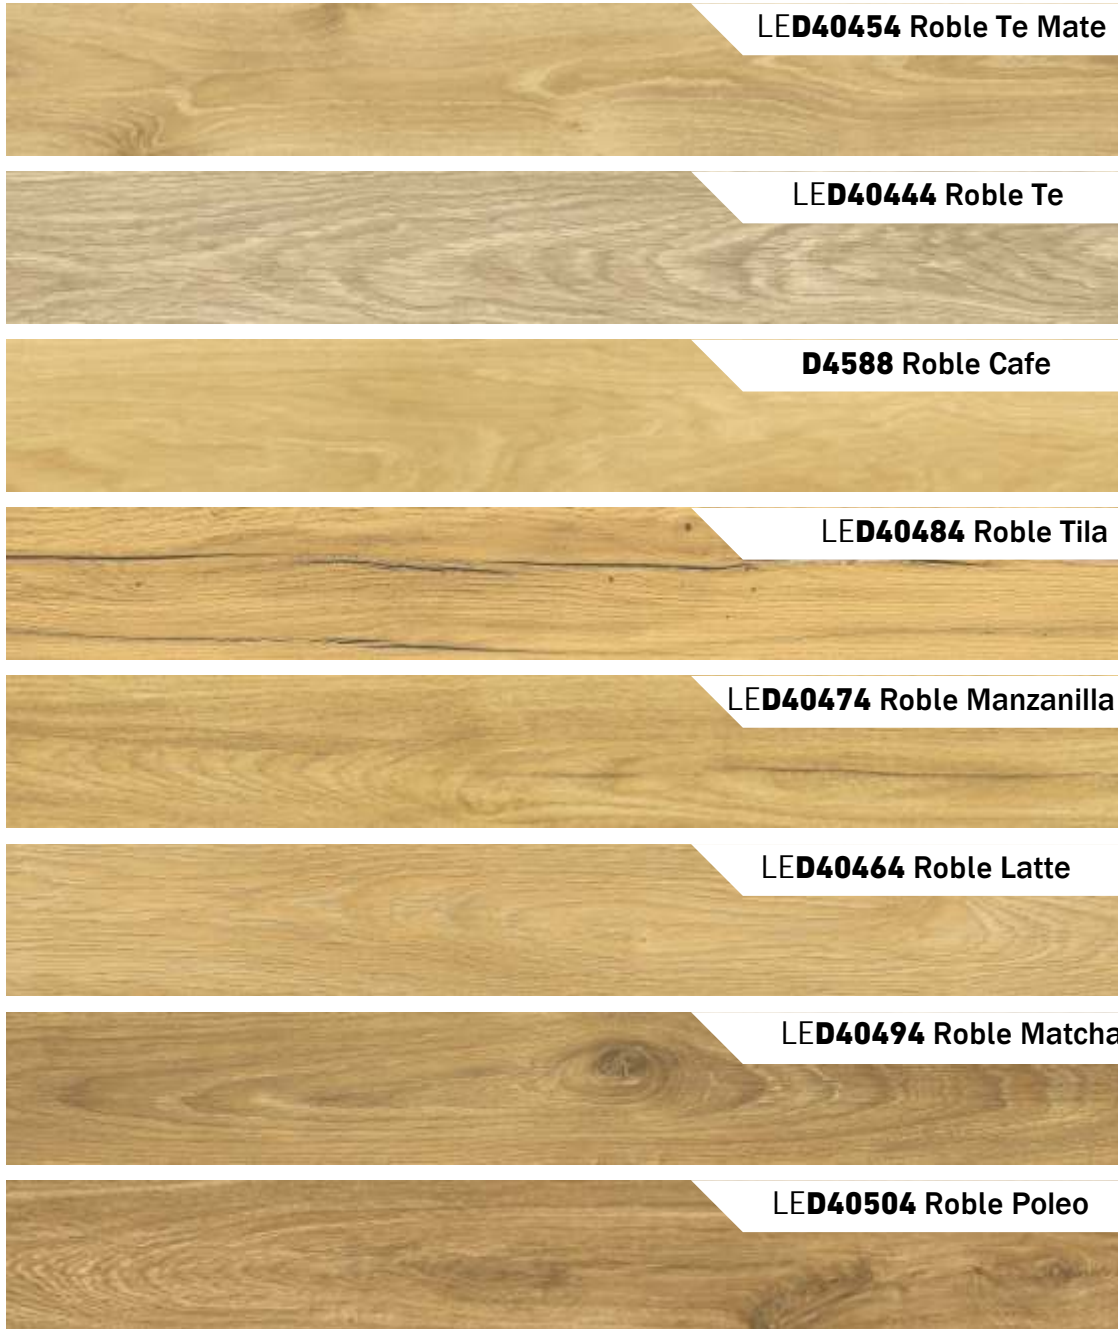 LED40454 Roble Te Mate
LED40444 Roble Te
D4588 Roble Cafe
LED40484 Roble Tila
LED40474 Roble Manzanilla
LED40464 Roble Latte
LED40494 Roble Matcha
LED40504 Roble Poleo